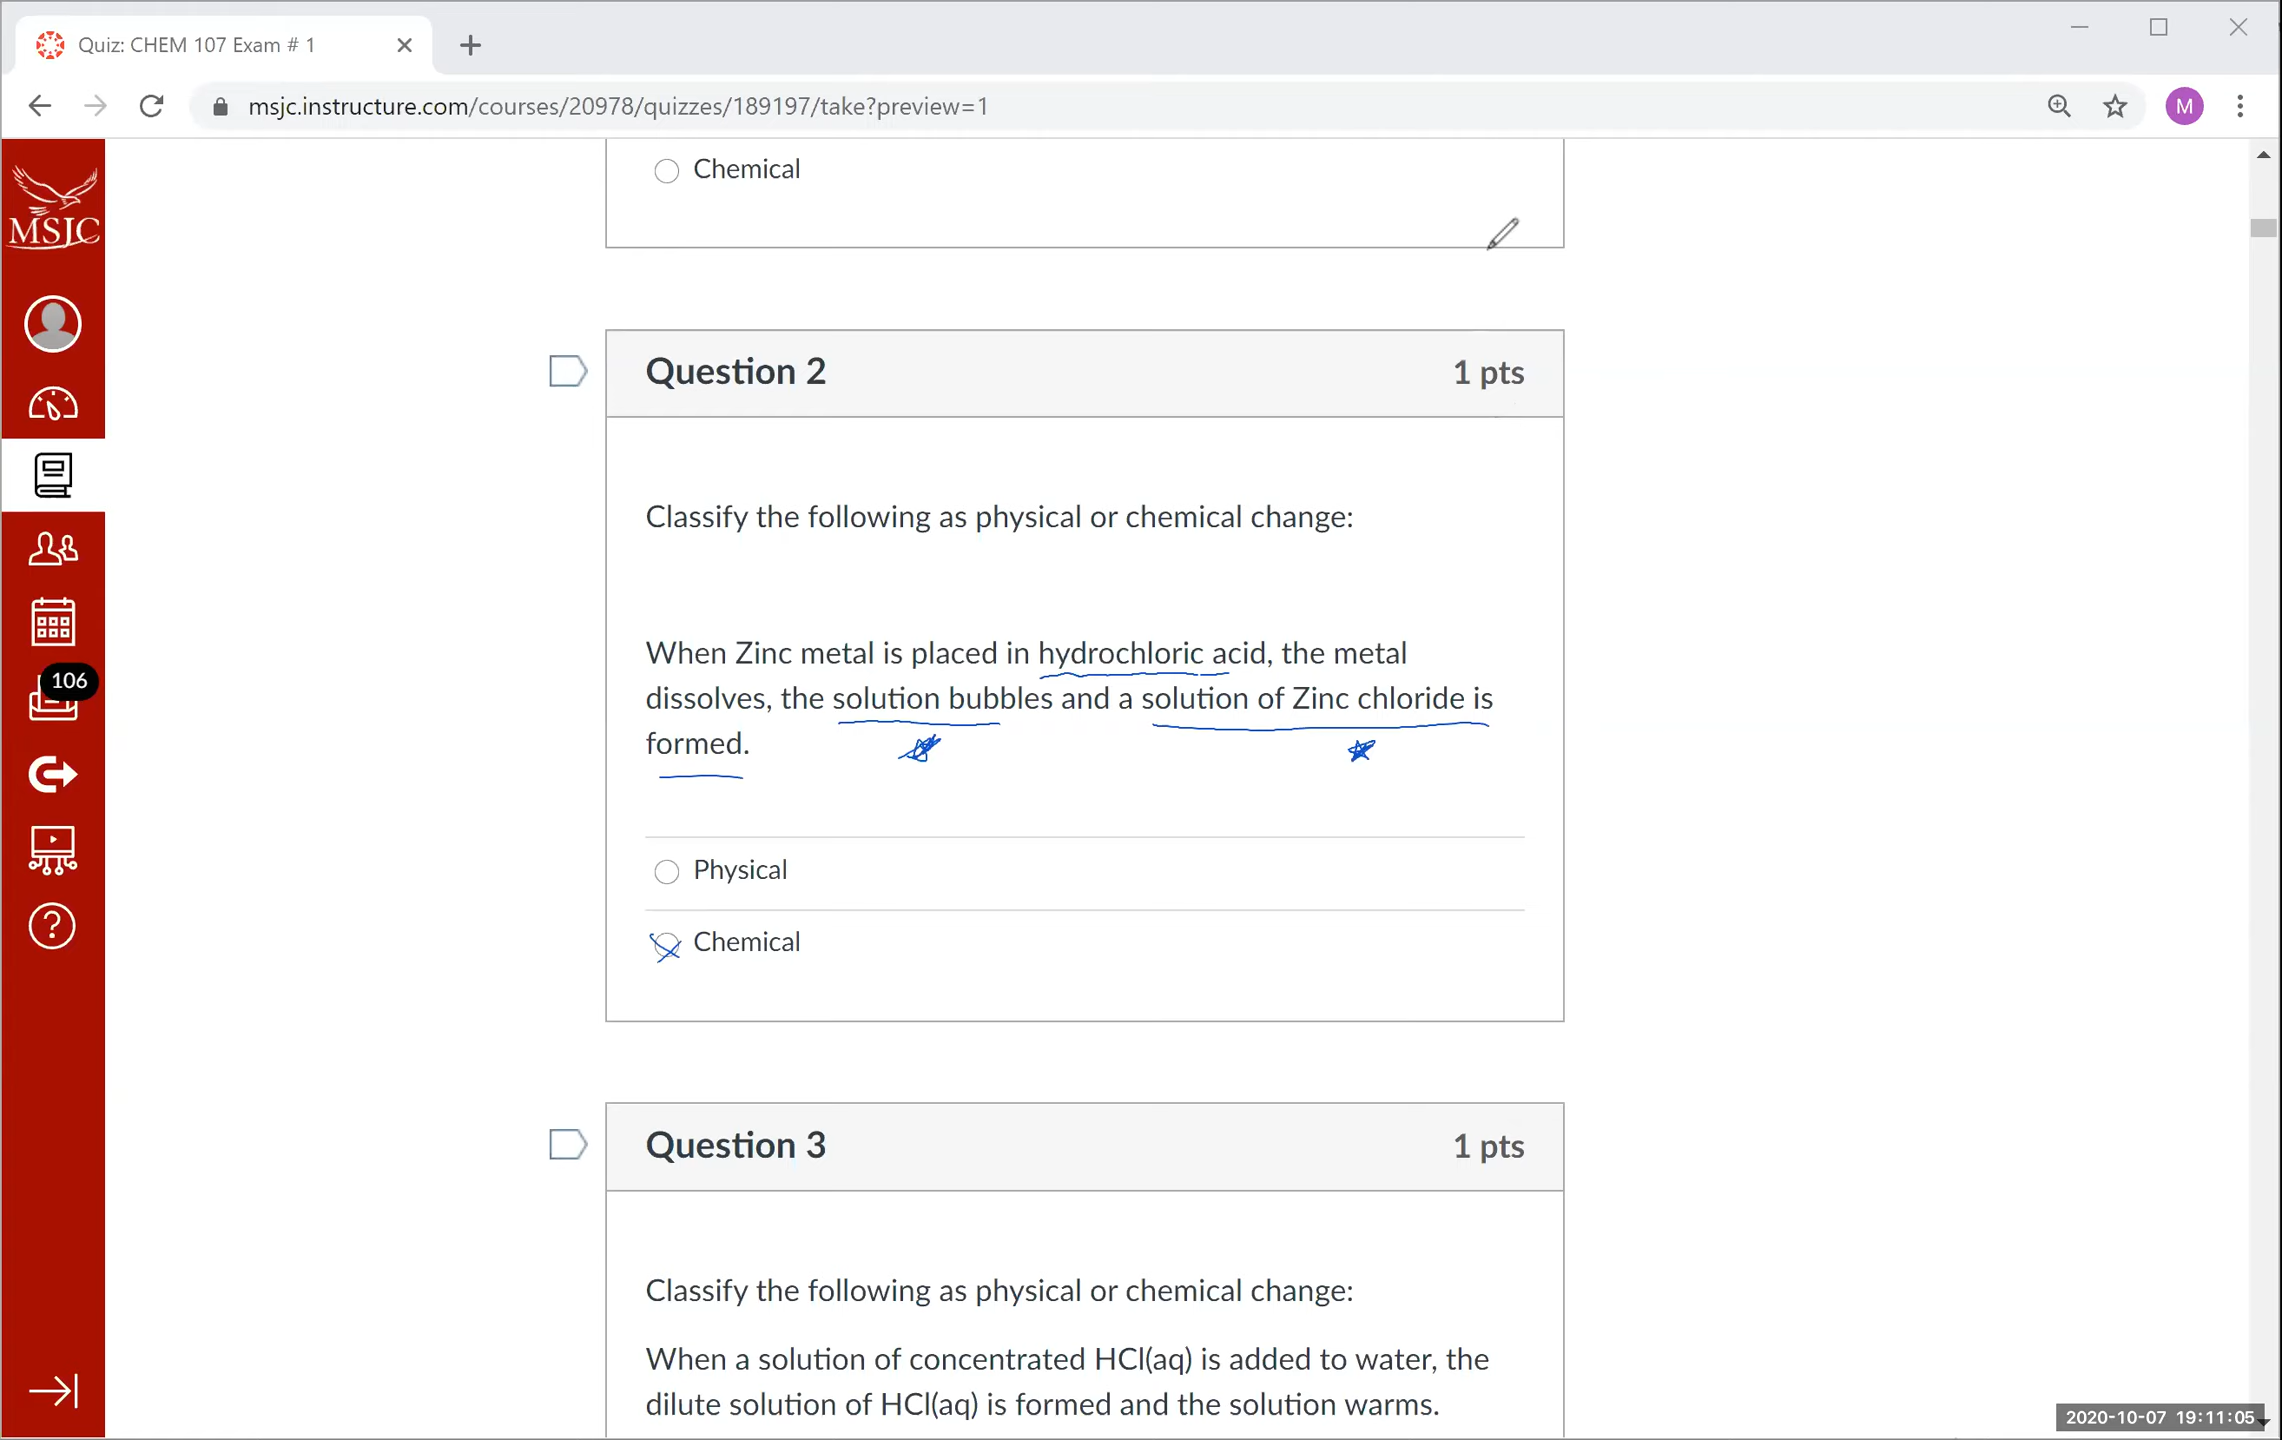 Quiz: CHEM 107 Exam # 1
msjc.instructure.com/courses/20978/quizzes/189197/take?preview=1
M
MSJC
Chemical
Question 2
1 pts
Classify the following as physical or chemical change:
When Zinc metal is placed in hydrochloric acid, the metal
dissolves, the solution bubbles and a solution of Zinc chloride is
formed.
106
Physical
Chemical
?
Question 3
1 pts
Classify the following as physical or chemical change:
When a solution of concentrated HCl(aq) is added to water, the
dilute solution of HCl(aq) is formed and the solution warms.
2020-10-07 19:11:05